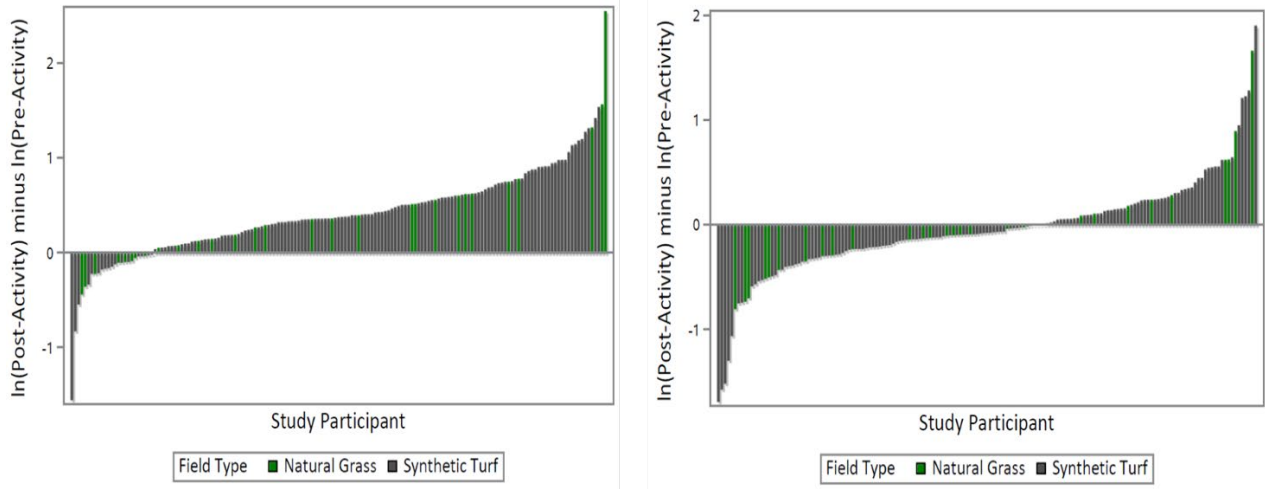 ln(Post-Activity) minus ln(Pre-Activity)
2
1
0
-1
Study Participant
Field Type Natural Grass Synthetic Turf
ln(Post-Activity) minus ln(Pre-Activity)
2
1
0
-1
Study Participant
Field Type Natural Grass Synthetic Turf